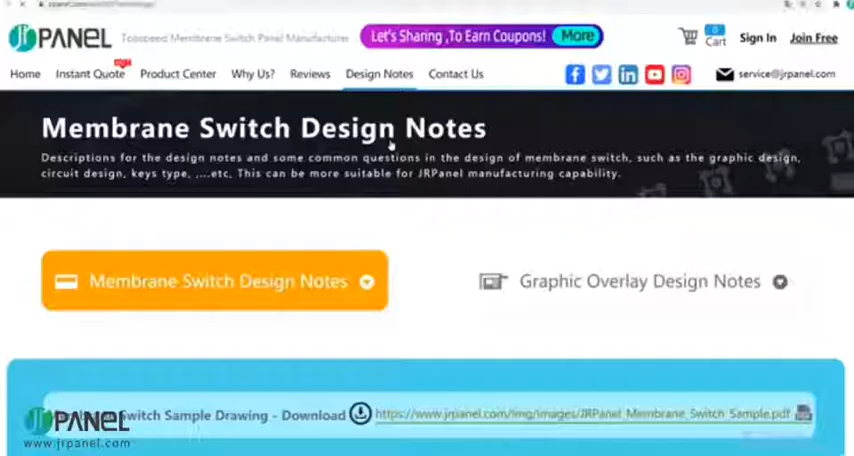 JR PANEL
Topspeed Membrane Switch Panel Manufacturer
Let's Sharing ,To Earn Coupons! More
0
Cart
Sign In
Join Free
Home
Instant Quote
Product Center
Why Us?
Reviews
Design Notes
Contact Us
service@jrpanel.com
Membrane Switch Design Notes
Descriptions for the design notes and some common questions in the design of membrane switch, such as the graphic design,
circuit design, keys type, ,....etc. This can be more suitable for JRPanel manufacturing capability.
Membrane Switch Design Notes
Graphic Overlay Design Notes
Switch Sample Drawing - Download https://www.jrpanel.com/img/images/JRPanel_Membrane_Switch_Sample.pdf
JR PANEL
www.jrpanel.com